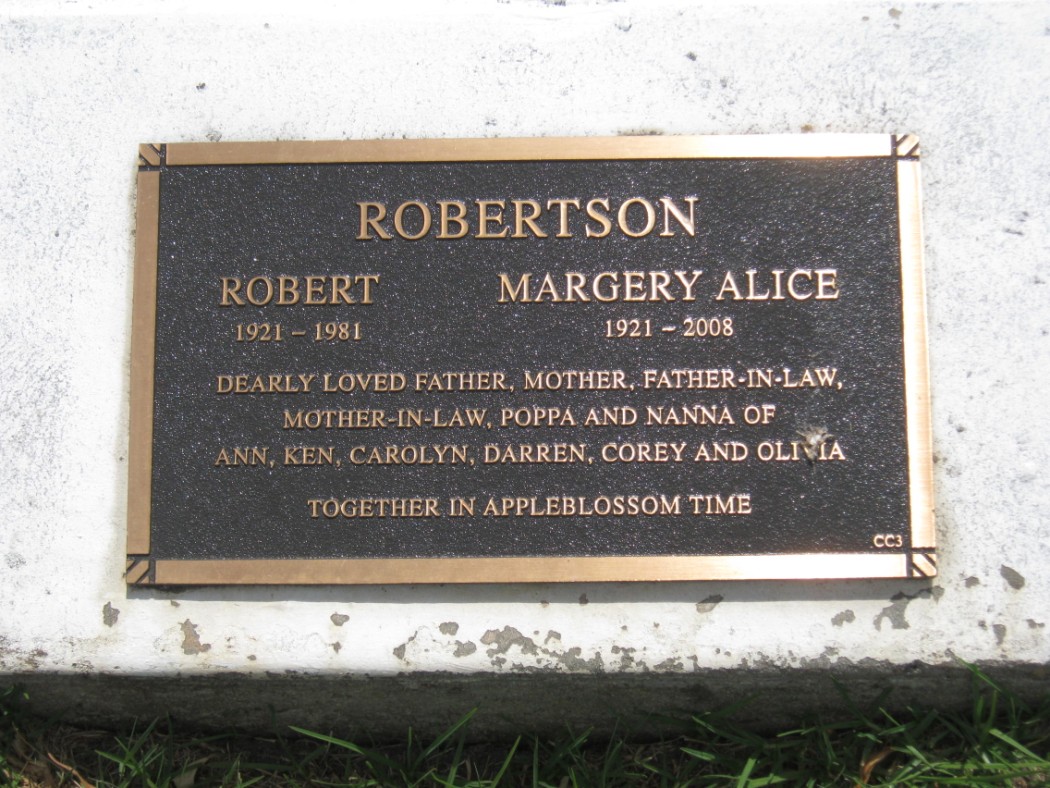 ROBERTSON
ROBERT MARGERY ALICE
1921 – 1981 1921 – 2008
DEARLY LOVED FATHER, MOTHER, FATHER-IN-LAW,
MOTHER-IN-LAW, POPPA AND NANNA OF
ANN, KEN, CAROLYN, DARREN, COREY AND OLIVIA
TOGETHER IN APPLEBLOSSOM TIME
CC3